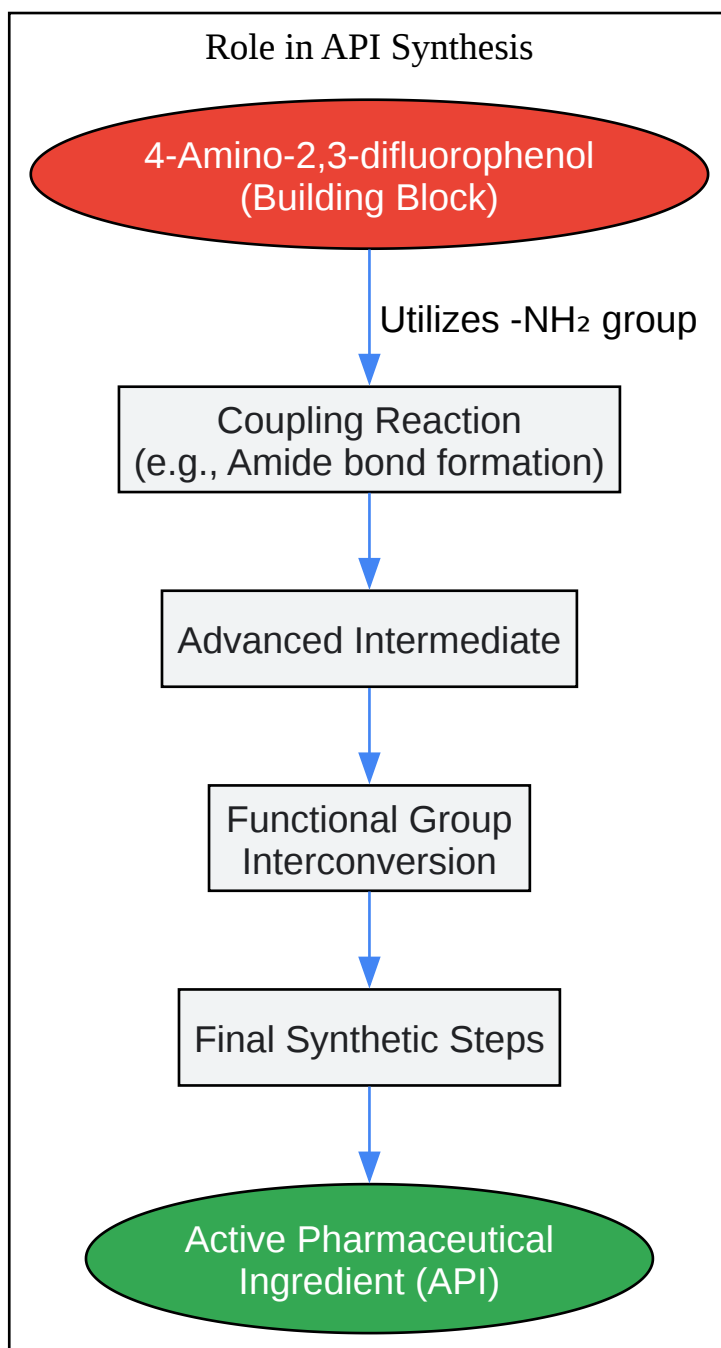 Role in API Synthesis
4-Amino-2,3-difluorophenol
(Building Block)
Utilizes -NH₂ group
Coupling Reaction
(e.g., Amide bond formation)
Advanced Intermediate
Functional Group
Interconversion
Final Synthetic Steps
Active Pharmaceutical
Ingredient (API)